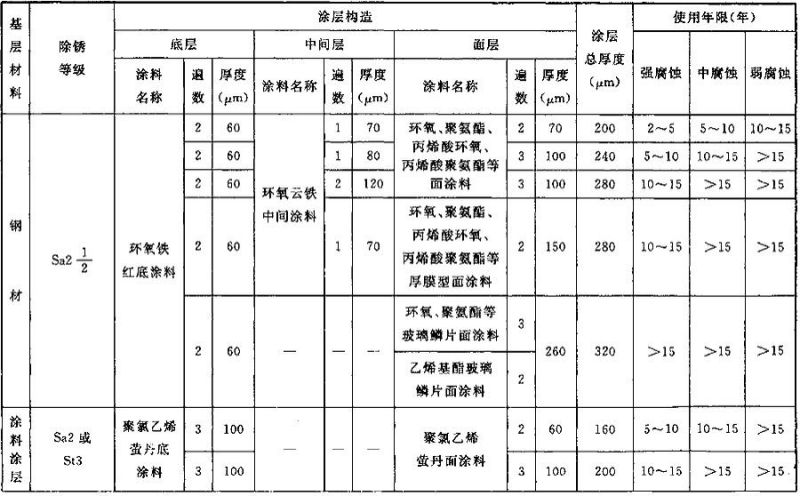 基层材料 除锈等级 涂层构造 涂层总厚度(μm) 使用年限(年)
底层 中间层 面层
涂料名称 遍数 厚度(μm) 涂料名称 遍数 厚度(μm) 涂料名称 遍数 厚度(μm) 强腐蚀 中腐蚀 弱腐蚀
钢材 Sa2 1/2 环氧铁红底涂料 2 60 环氧云铁中间涂料 1 70 环氧、聚氨酯、丙烯酸环氧、丙烯酸聚氨酯等面涂料 2 70 200 2~5 5~10 10~15
2 60 1 80 3 100 240 5~10 10~15 >15
2 60 2 120 3 100 280 10~15 >15 >15
2 60 1 70 环氧、聚氨酯、丙烯酸环氧、丙烯酸聚氨酯等厚膜型面涂料 2 150 280 10~15 >15 >15
2 60 — — — 环氧、聚氨酯等玻璃鳞片面涂料 3 260 320 >15 >15 >15
乙烯基酯玻璃鳞片面涂料 2
涂料涂层 Sa2或St3 聚氯乙烯萤丹底涂料 3 100 — — — 聚氯乙烯萤丹面涂料 2 60 160 5~10 10~15 >15
3 100 3 100 200 10~15 >15 >15